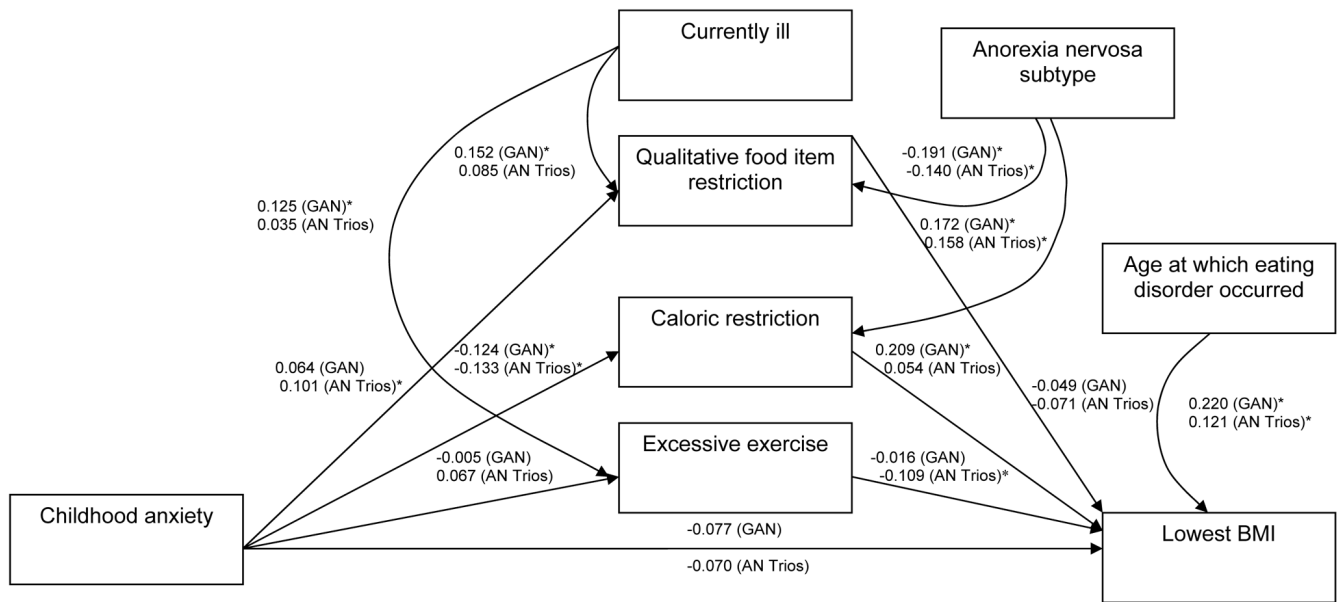 Currently ill
Anorexia nervosa
subtype
0.152 (GAN)*
0.085 (AN Trios)
Qualitative food item
restriction
-0.191 (GAN)*
-0.140 (AN Trios)*
0.125 (GAN)*
0.035 (AN Trios)
0.172 (GAN)*
0.158 (AN Trios)*
Age at which eating
disorder occurred
Caloric restriction
0.064 (GAN)
0.101 (AN Trios)*
-0.124 (GAN)*
-0.133 (AN Trios)*
0.209 (GAN)*
0.054 (AN Trios)
-0.049 (GAN)
-0.071 (AN Trios)
0.220 (GAN)*
0.121 (AN Trios)*
Excessive exercise
-0.005 (GAN)
0.067 (AN Trios)
-0.016 (GAN)
-0.109 (AN Trios)*
Childhood anxiety
-0.077 (GAN)
-0.070 (AN Trios)
Lowest BMI